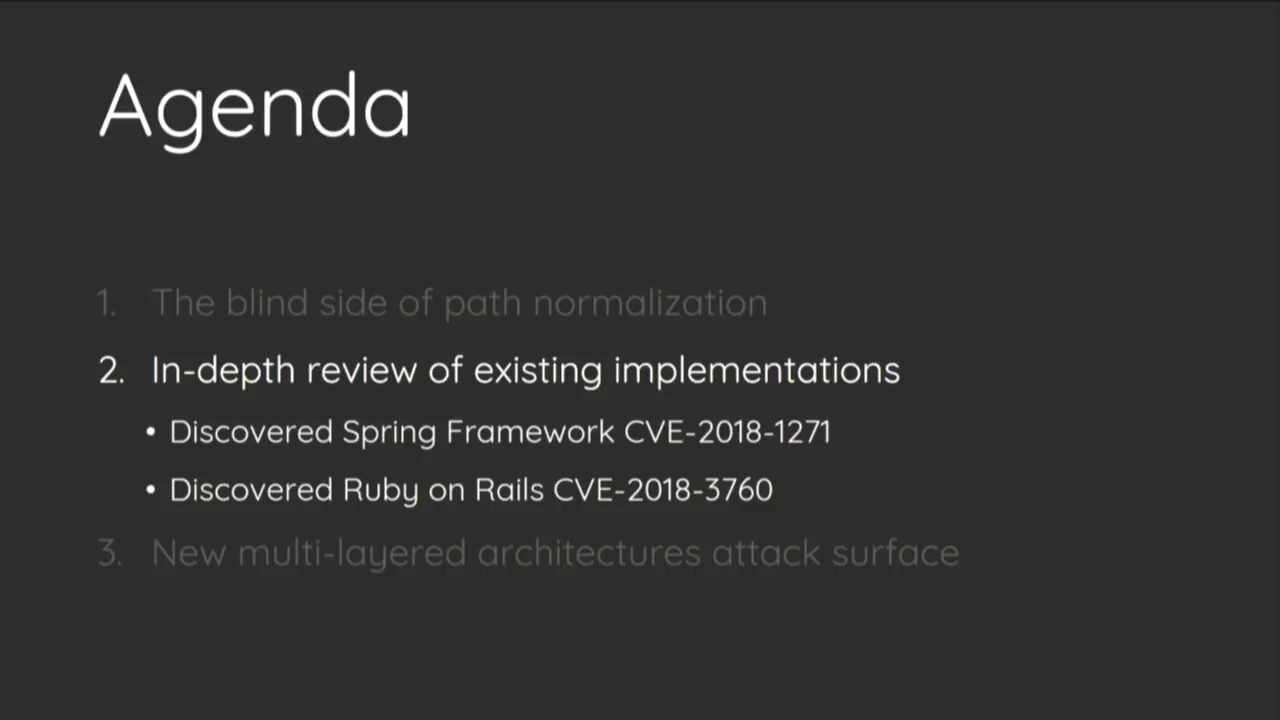 Agenda
1. The blind side of path normalization
2. In-depth review of existing implementations
• Discovered Spring Framework CVE-2018-1271
• Discovered Ruby on Rails CVE-2018-3760
3. New multi-layered architectures attack surface